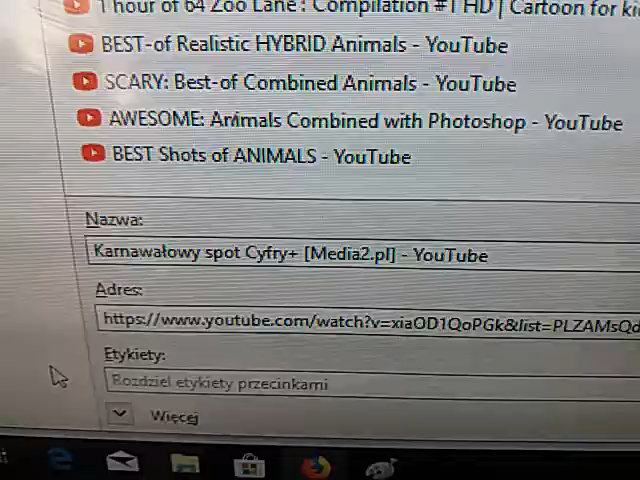 1 hour of 64 Zoo Lane : Compilation #1 HD | Cartoon for
BEST-of Realistic HYBRID Animals - YouTube
SCARY: Best-of Combined Animals - YouTube
AWESOME: Animals Combined with Photoshop - YouTube
BEST Shots of ANIMALS - YouTube
Nazwa:
Karnawałowy spot Cyfry+ [Media2.pl] - YouTube
Adres:
https://www.youtube.com/watch?v=xiaOD1QoPGk&list=PLZAMsQd
Etykiety:
Rozdziel etykiety przecinkami
Więcej